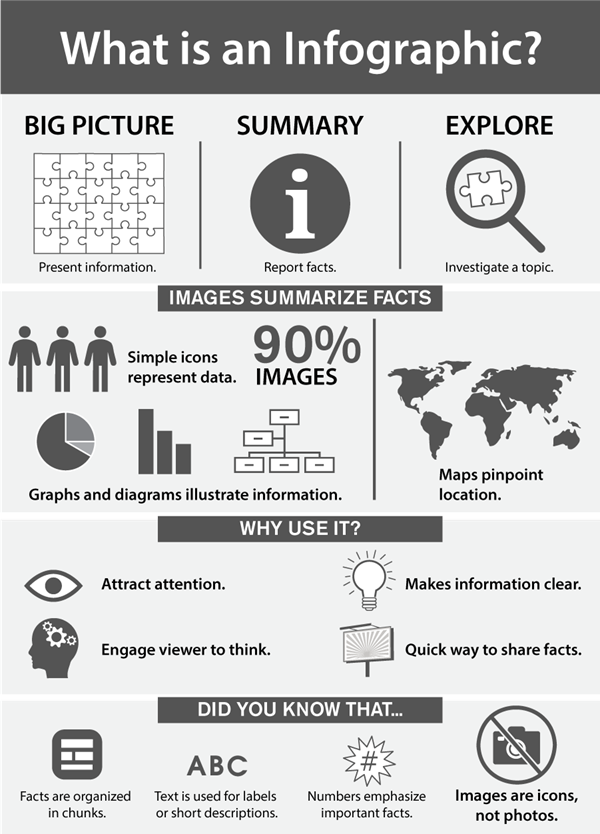 What is an Infographic?
BIG PICTURE
Present information.
SUMMARY
i
Report facts.
EXPLORE
Investigate a topic.
IMAGES SUMMARIZE FACTS
Simple icons
represent data.
90%
IMAGES
Graphs and diagrams illustrate information.
Maps pinpoint
location.
WHY USE IT?
Attract attention.
Makes information clear.
Engage viewer to think.
Quick way to share facts.
DID YOU KNOW THAT...
Facts are organized
in chunks.
ABC
Text is used for labels
or short descriptions.
#
Numbers emphasize
important facts.
Images are icons,
not photos.